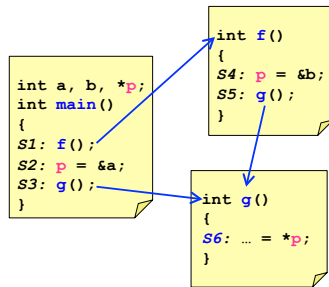 int a, b, *p;
int main()
{
S1: f();
S2: p = &a;
S3: g();
}
int f()
{
S4: p = &b;
S5: g();
}
int g()
{
S6: … = *p;
}